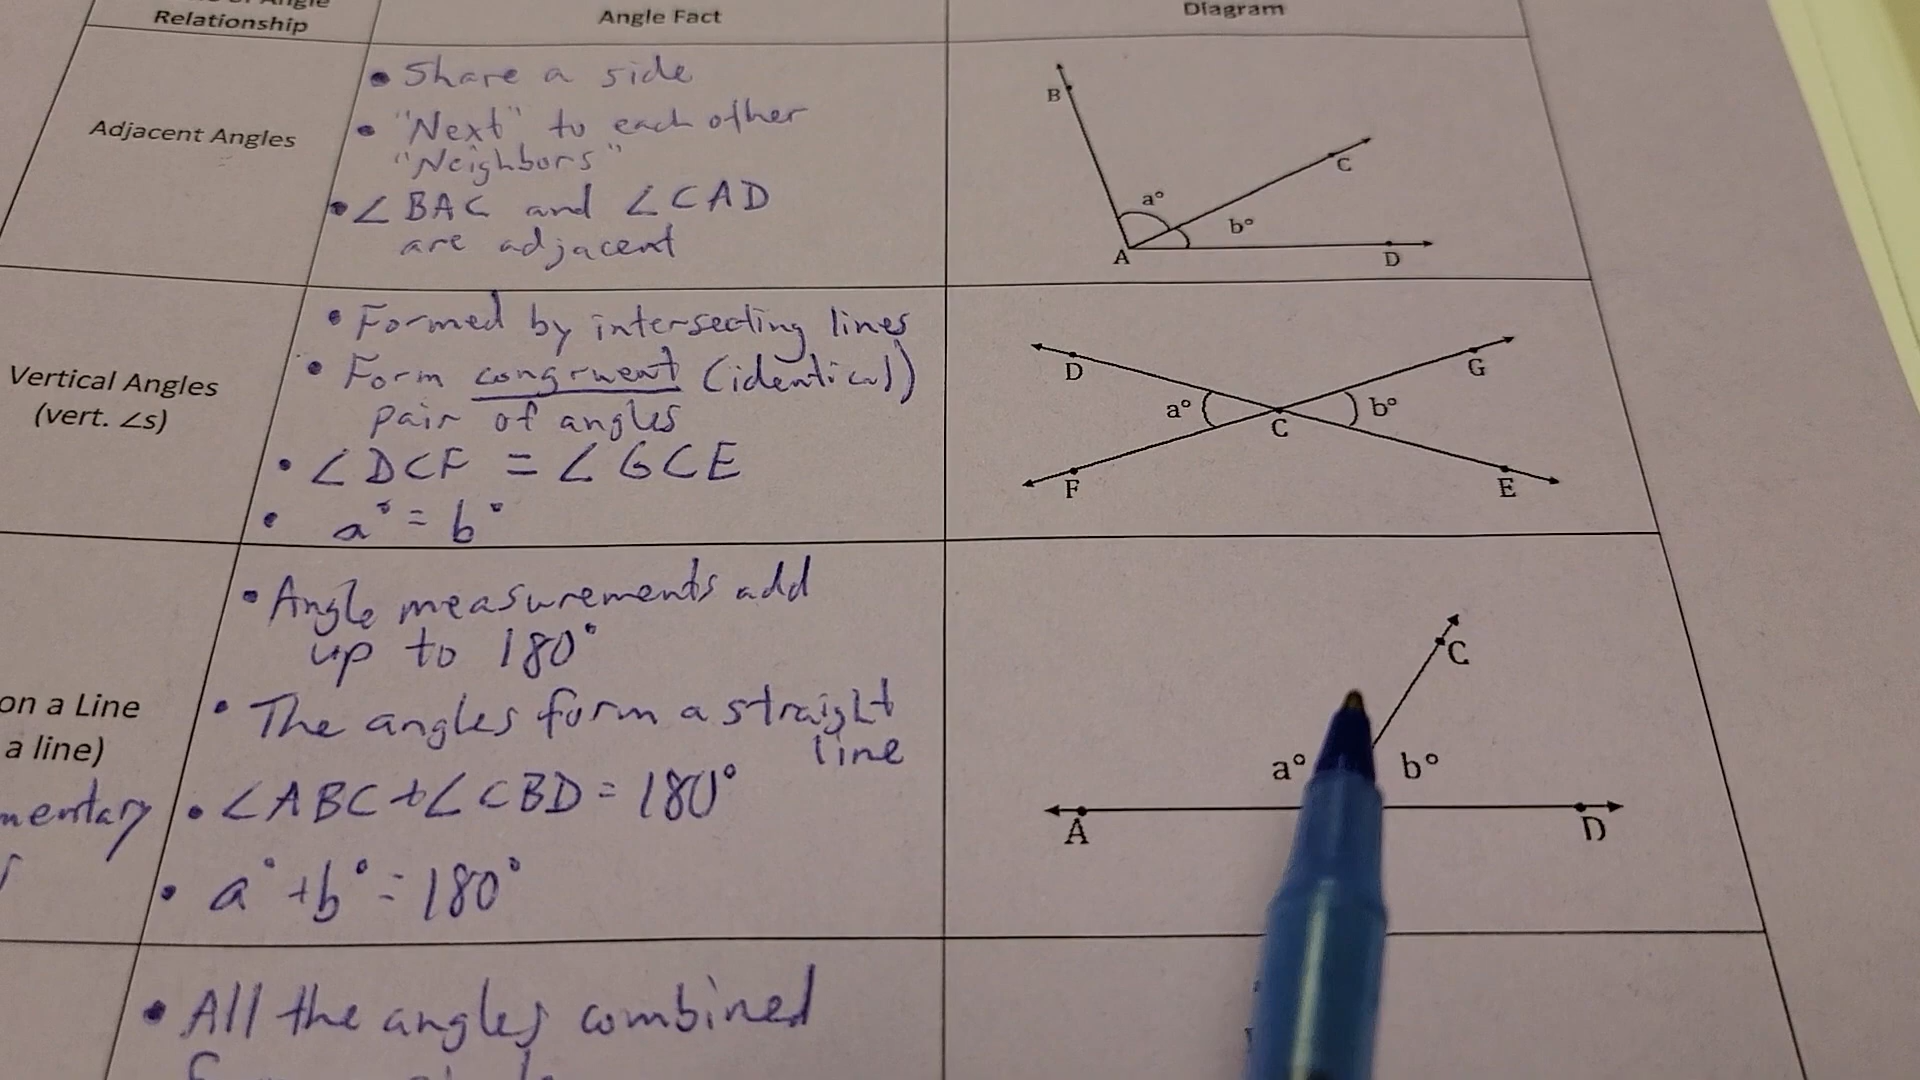 Angle
Relationship
Angle Fact
Diagram
Adjacent Angles
• Share a side
• "Next" to each other
"Neighbors"
• ∠BAC and ∠CAD
are adjacent
B
C
a°
b°
A
D
Vertical Angles
(vert. ∠s)
• Formed by intersecting lines
• Form congruent (identical)
pair of angles
• ∠DCF = ∠GCE
• a° = b°
D
G
a°
b°
C
F
E
on a Line
a line)
mentary
• Angle measurements add
up to 180°
• The angles form a straight
line
• ∠ABC + ∠CBD = 180°
• a° + b° = 180°
C
a°
b°
A
D
• All the angles combined